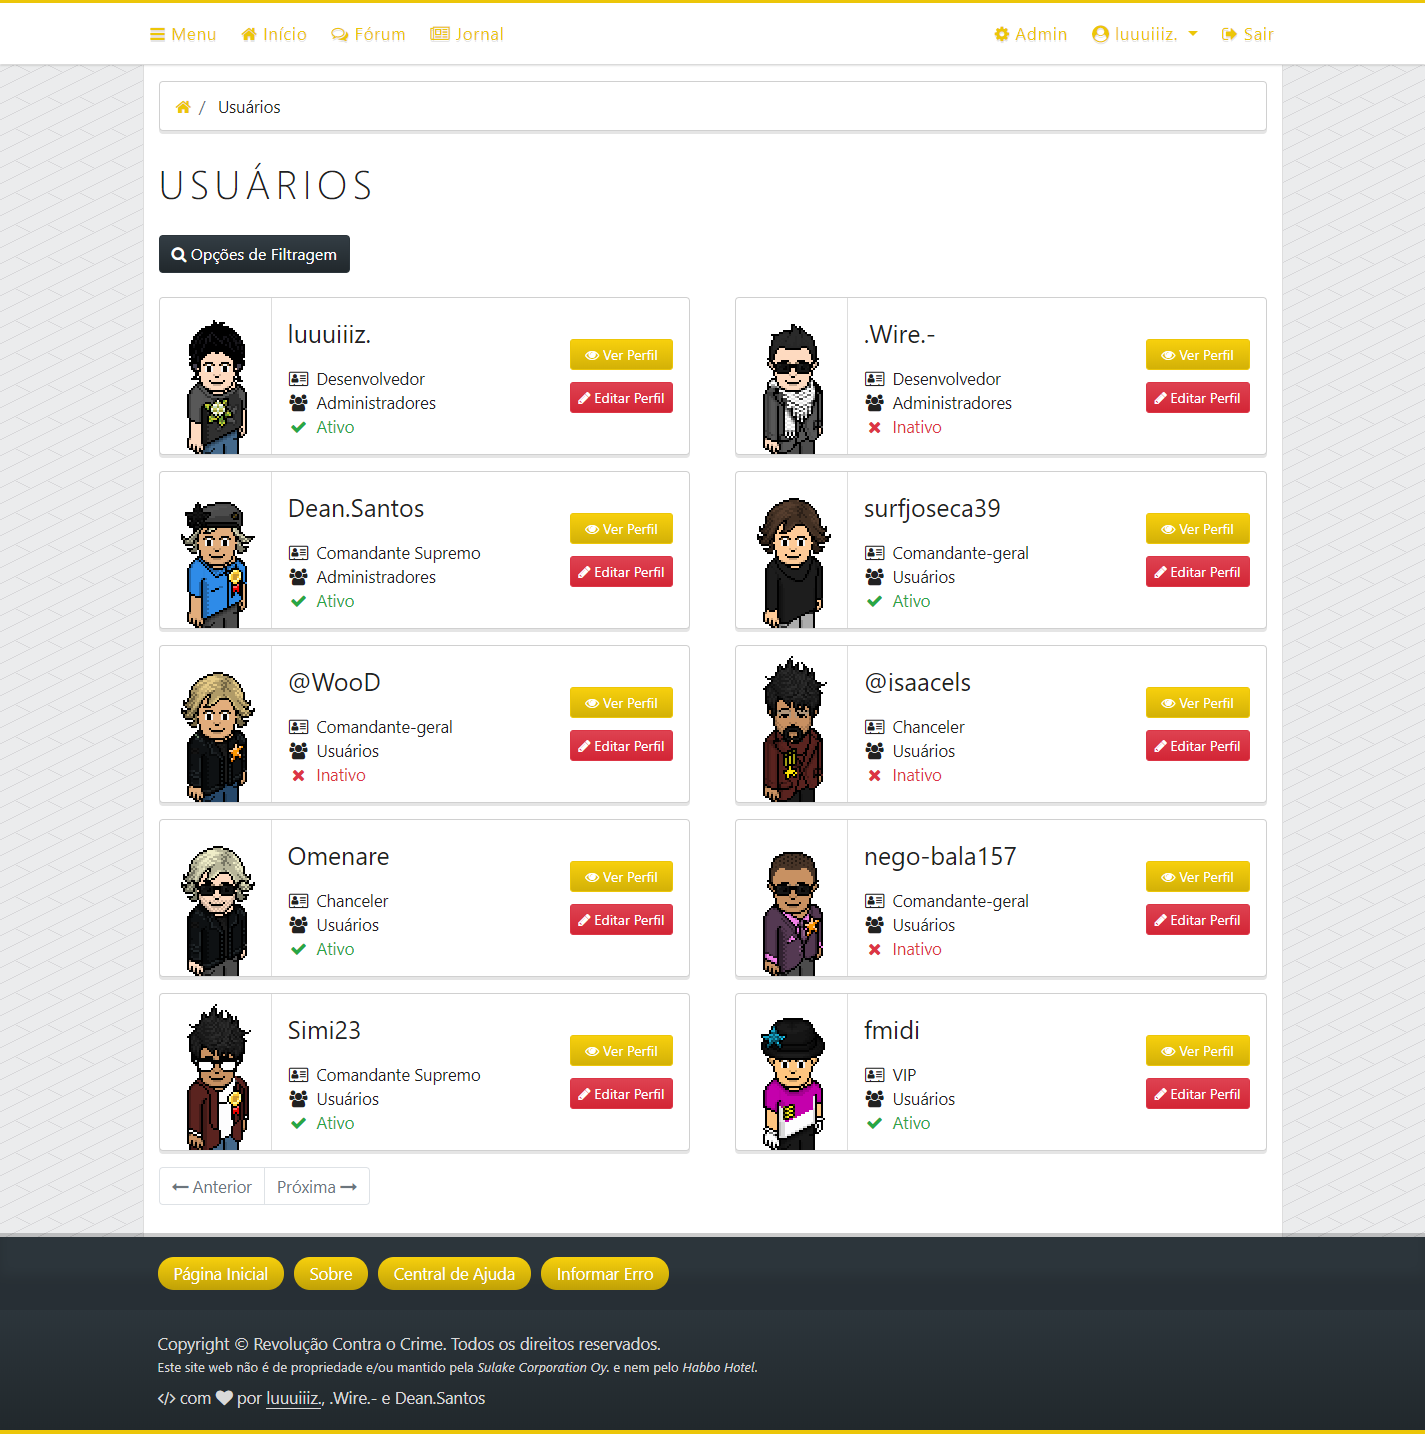 Menu Início Fórum Jornal Admin luuuiiiz. Sair
/ Usuários
USUÁRIOS
Opções de Filtragem
luuuiiiz.
Desenvolvedor
Administradores
Ativo
Ver Perfil
Editar Perfil
.Wire.-
Desenvolvedor
Administradores
Inativo
Ver Perfil
Editar Perfil
Dean.Santos
Comandante Supremo
Administradores
Ativo
Ver Perfil
Editar Perfil
surfjoseca39
Comandante-geral
Usuários
Ativo
Ver Perfil
Editar Perfil
@WooD
Comandante-geral
Usuários
Inativo
Ver Perfil
Editar Perfil
@isaacels
Chanceler
Usuários
Inativo
Ver Perfil
Editar Perfil
Omenare
Chanceler
Usuários
Ativo
Ver Perfil
Editar Perfil
nego-bala157
Comandante-geral
Usuários
Inativo
Ver Perfil
Editar Perfil
Simi23
Comandante Supremo
Usuários
Ativo
Ver Perfil
Editar Perfil
fmidi
VIP
Usuários
Ativo
Ver Perfil
Editar Perfil
Anterior Próxima
Página Inicial Sobre Central de Ajuda Informar Erro
Copyright © Revolução Contra o Crime. Todos os direitos reservados.
Este site web não é de propriedade e/ou mantido pela Sulake Corporation Oy. e nem pelo Habbo Hotel.
</> com ♥ por luuuiiiz., .Wire.- e Dean.Santos